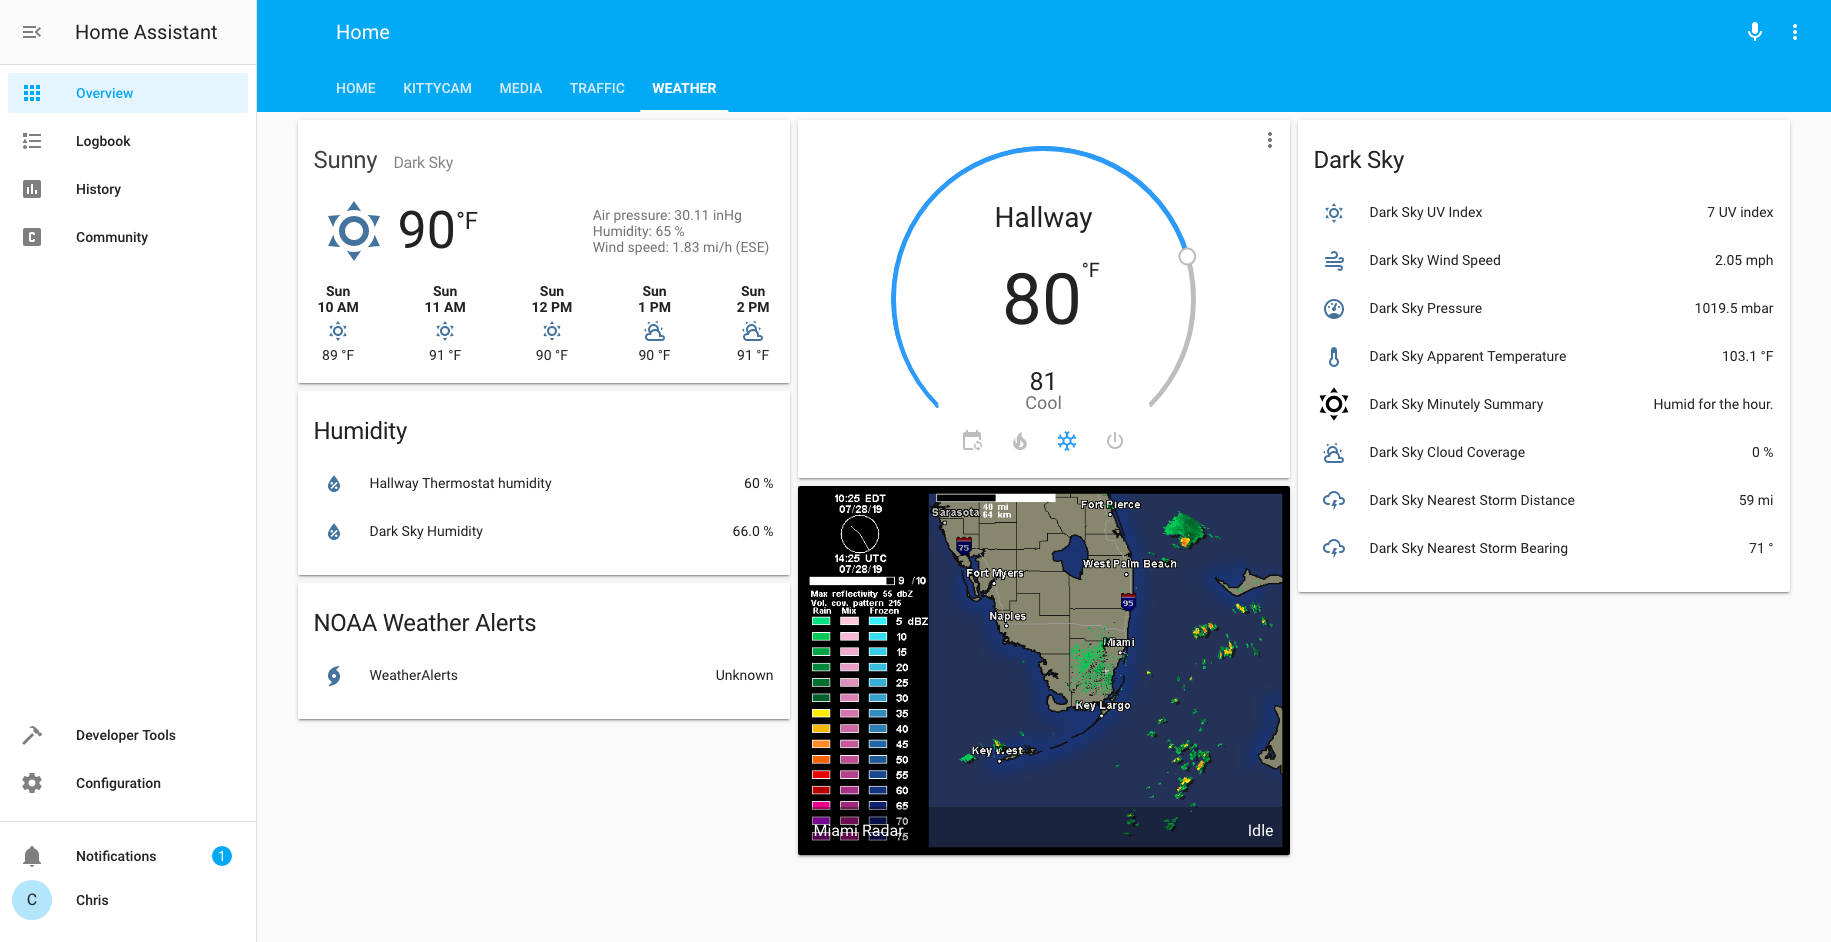 Home Assistant
Overview
Logbook
History
Community
Developer Tools
Configuration
Notifications 1
C Chris
Home
HOME KITTYCAM MEDIA TRAFFIC WEATHER
Sunny Dark Sky
90 °F
Air pressure: 30.11 inHg
Humidity: 65 %
Wind speed: 1.83 mi/h (ESE)
Sun Sun Sun Sun Sun
10 AM 11 AM 12 PM 1 PM 2 PM
89 °F 91 °F 90 °F 90 °F 91 °F
Humidity
Hallway Thermostat humidity 60 %
Dark Sky Humidity 66.0 %
NOAA Weather Alerts
WeatherAlerts Unknown
Hallway
80 °F
81
Cool
10:25 EDT
07/28/19
14:25 UTC
07/28/19
9 /10
Max reflectivity 55 dBZ
Vol. cov. pattern 215
Rain Mix Frozen
5 dBZ
10
15
20
25
30
35
40
45
50
55
60
65
70
75
40 mi
64 km
Sarasota
Fort Pierce
75
West Palm Beach
Fort Myers
95
Naples
Miami
Key Largo
Key West
Miami Radar Idle
Dark Sky
Dark Sky UV Index 7 UV index
Dark Sky Wind Speed 2.05 mph
Dark Sky Pressure 1019.5 mbar
Dark Sky Apparent Temperature 103.1 °F
Dark Sky Minutely Summary Humid for the hour.
Dark Sky Cloud Coverage 0 %
Dark Sky Nearest Storm Distance 59 mi
Dark Sky Nearest Storm Bearing 71 °